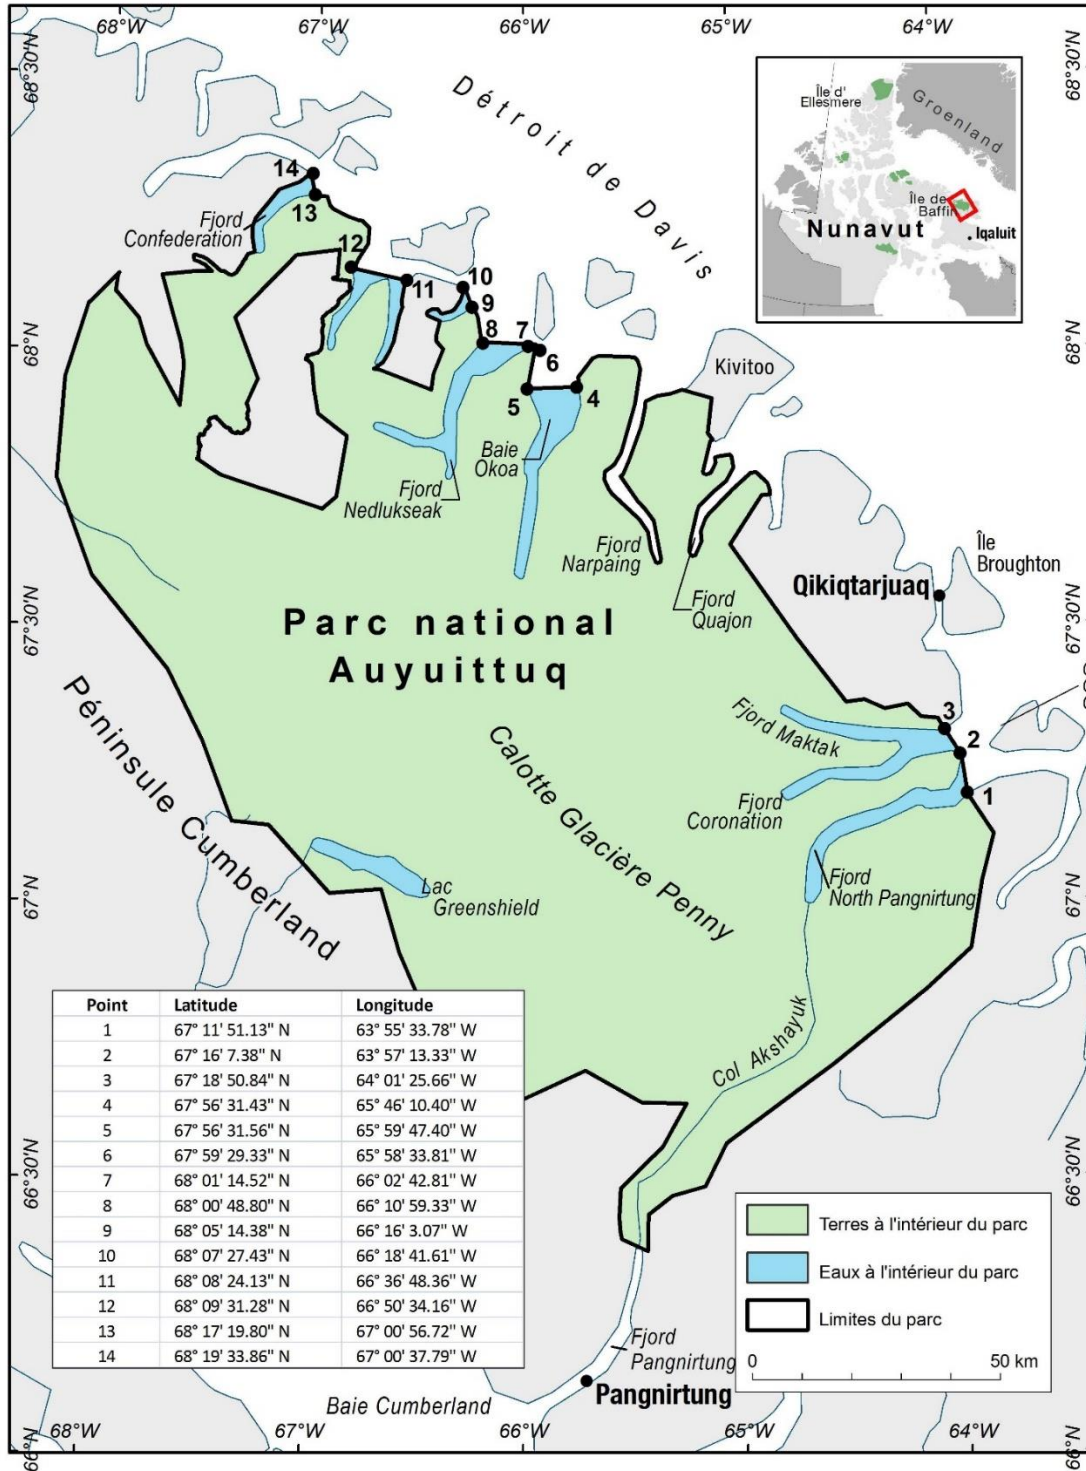 68°W 67°W 66°W 65°W 64°W
68°30'N
68°30'N
Détroit de Davis
Île d'
Ellesmere
Groenland
Île de
Baffin
Nunavut
Iqaluit
14
13
Fjord
Confederation
12
11
10
9
8
7
6
5
4
68°N
68°N
Kivitoo
Baie
Okoa
Fjord
Nedlukseak
Fjord
Narpaing
Fjord
Quajon
Île
Broughton
Qikiqtarjuaq
67°30'N
67°30'N
Parc national
Auyuittuq
Péninsule Cumberland
Calotte Glacière Penny
3
2
1
Fjord Maktak
Fjord
Coronation
Fjord
North Pangnirtung
Lac
Greenshield
67°N
67°N
Col Akshayuk
Point Latitude Longitude
1 67° 11' 51.13" N 63° 55' 33.78" W
2 67° 16' 7.38" N 63° 57' 13.33" W
3 67° 18' 50.84" N 64° 01' 25.66" W
4 67° 56' 31.43" N 65° 46' 10.40" W
5 67° 56' 31.56" N 65° 59' 47.40" W
6 67° 59' 29.33" N 65° 58' 33.81" W
7 68° 01' 14.52" N 66° 02' 42.81" W
8 68° 00' 48.80" N 66° 10' 59.33" W
9 68° 05' 14.38" N 66° 16' 3.07" W
10 68° 07' 27.43" N 66° 18' 41.61" W
11 68° 08' 24.13" N 66° 36' 48.36" W
12 68° 09' 31.28" N 66° 50' 34.16" W
13 68° 17' 19.80" N 67° 00' 56.72" W
14 68° 19' 33.86" N 67° 00' 37.79" W
66°30'N
66°30'N
Terres à l'intérieur du parc
Eaux à l'intérieur du parc
Limites du parc
0 50 km
Fjord
Pangnirtung
Pangnirtung
Baie Cumberland
68°W 67°W 66°W 65°W 64°W
66°N
66°N